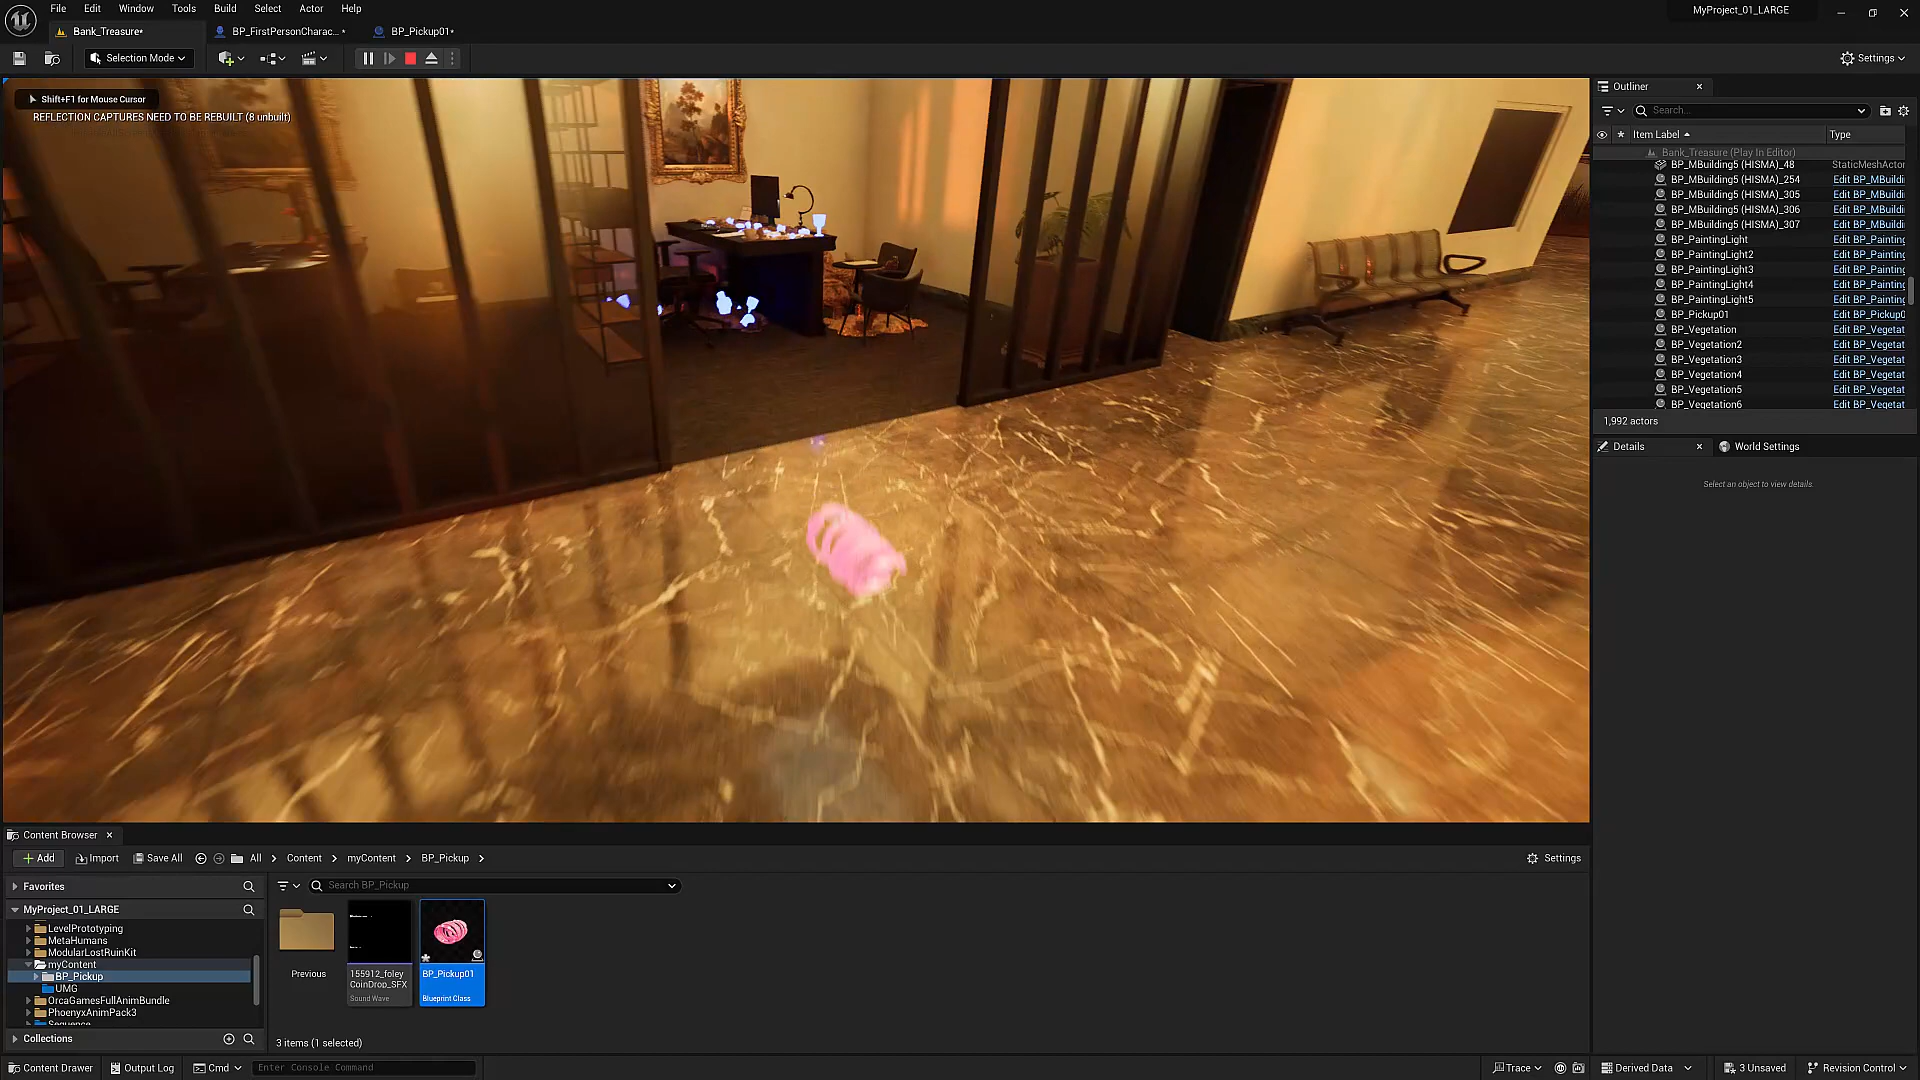 File Edit Window Tools Build Select Actor Help
MyProject_01_LARGE
Bank_Treasure*
BP_FirstPersonCharac... *
BP_Pickup01*
Selection Mode
Settings
Shift+F1 for Mouse Cursor
REFLECTION CAPTURES NEED TO BE REBUILT (8 unbuilt)
Outliner
Search...
Item Label
Type
Bank_Treasure (Play In Editor)
BP_MBuilding5 (HISMA)_48 StaticMeshActor
BP_MBuilding5 (HISMA)_254 Edit BP_MBuildi
BP_MBuilding5 (HISMA)_305 Edit BP_MBuildi
BP_MBuilding5 (HISMA)_306 Edit BP_MBuildi
BP_MBuilding5 (HISMA)_307 Edit BP_MBuildi
BP_PaintingLight Edit BP_Painting
BP_PaintingLight2 Edit BP_Painting
BP_PaintingLight3 Edit BP_Painting
BP_PaintingLight4 Edit BP_Painting
BP_PaintingLight5 Edit BP_Painting
BP_Pickup01 Edit BP_Pickup0
BP_Vegetation Edit BP_Vegetat
BP_Vegetation2 Edit BP_Vegetat
BP_Vegetation3 Edit BP_Vegetat
BP_Vegetation4 Edit BP_Vegetat
BP_Vegetation5 Edit BP_Vegetat
BP_Vegetation6 Edit BP_Vegetat
1,992 actors
Details
World Settings
Select an object to view details.
Content Browser
Add
Import
Save All
All
Content
myContent
BP_Pickup
Settings
Favorites
MyProject_01_LARGE
LevelPrototyping
MetaHumans
ModularLostRuinKit
myContent
BP_Pickup
UMG
OrcaGamesFullAnimBundle
PhoenyxAnimPack3
Sequence
Collections
Search BP_Pickup
Previous
155912_foley
CoinDrop_SFX
Sound Wave
BP_Pickup01
Blueprint Class
3 items (1 selected)
Content Drawer
Output Log
Cmd
Enter Console Command
Trace
Derived Data
3 Unsaved
Revision Control